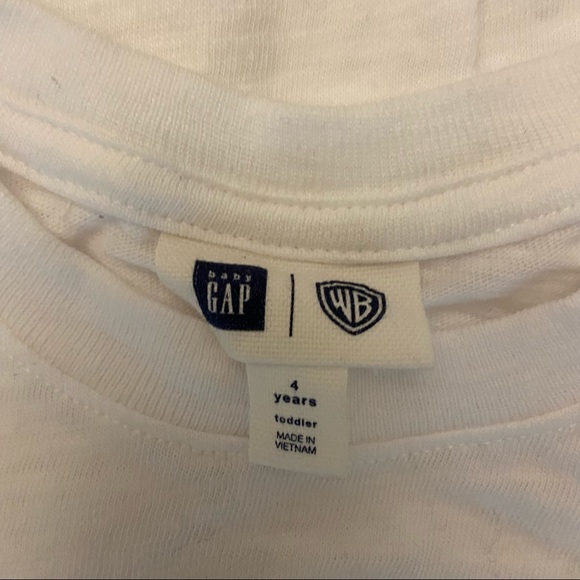 baby
GAP
WB
4
years
toddler
MADE IN
VIETNAM